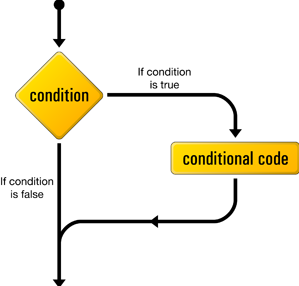 If condition
is true
condition
conditional code
If condition
is false